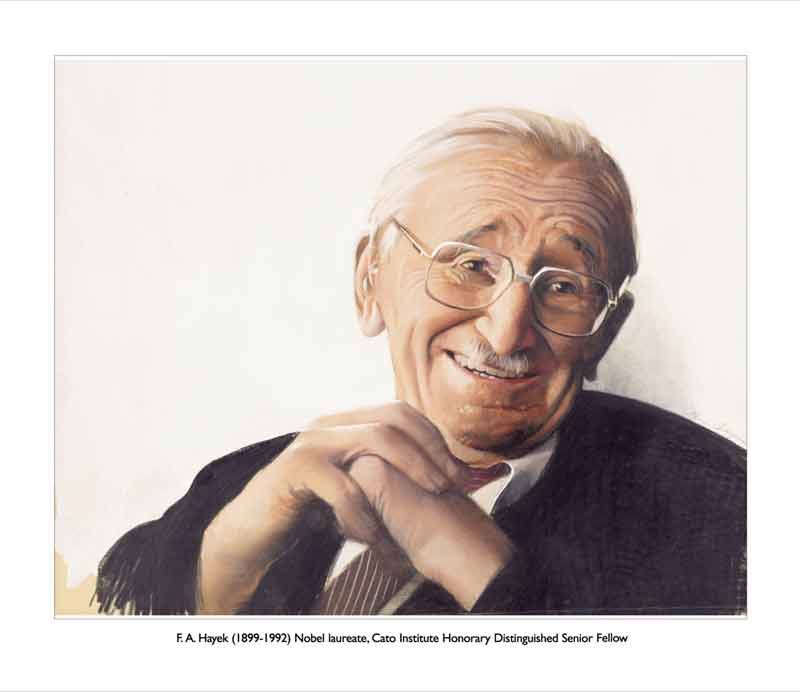 F. A. Hayek (1899-1992) Nobel laureate, Cato Institute Honorary Distinguished Senior Fellow